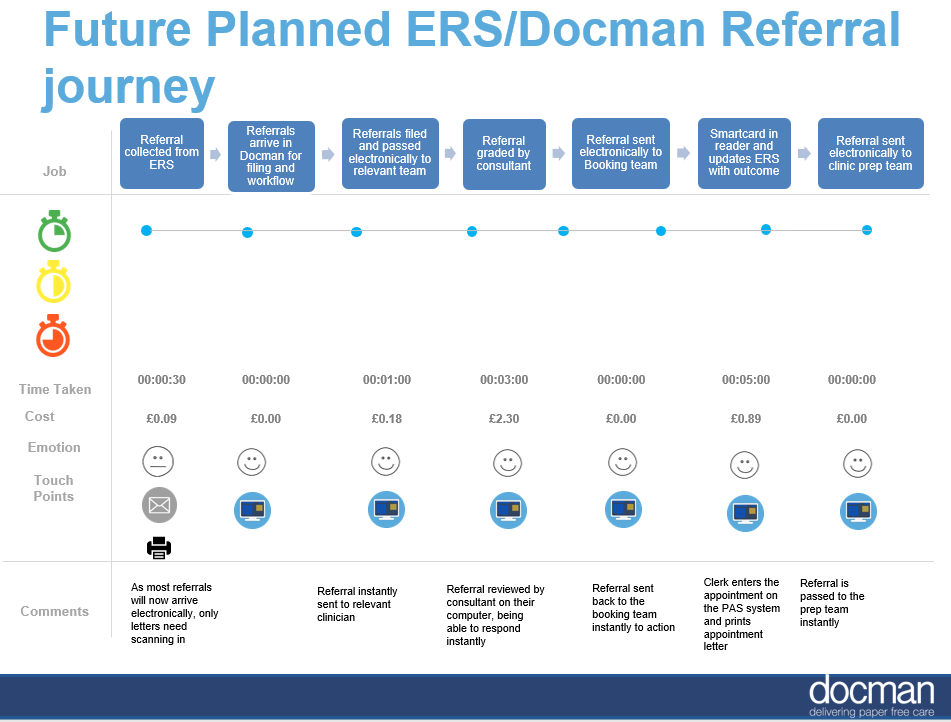 Future Planned ERS/Docman Referral
journey
Job
Referral
collected from
ERS
Referrals
arrive in
Docman for
filing and
workflow
Referrals filed
and passed
electronically to
relevant team
Referral
graded by
consultant
Referral sent
electronically to
Booking team
Smartcard in
reader and
updates ERS
with outcome
Referral sent
electronically to
clinic prep team
Time Taken
00:00:30
00:00:00
00:01:00
00:03:00
00:00:00
00:05:00
00:00:00
Cost
£0.09
£0.00
£0.18
£2.30
£0.00
£0.89
£0.00
Emotion
Touch
Points
Comments
As most referrals
will now arrive
electronically, only
letters need
scanning in
Referral instantly
sent to relevant
clinician
Referral reviewed by
consultant on their
computer, being
able to respond
instantly
Referral sent
back to the
booking team
instantly to action
Clerk enters the
appointment on
the PAS system
and prints
appointment
letter
Referral is
passed to the
prep team
instantly
docman
delivering paper free care